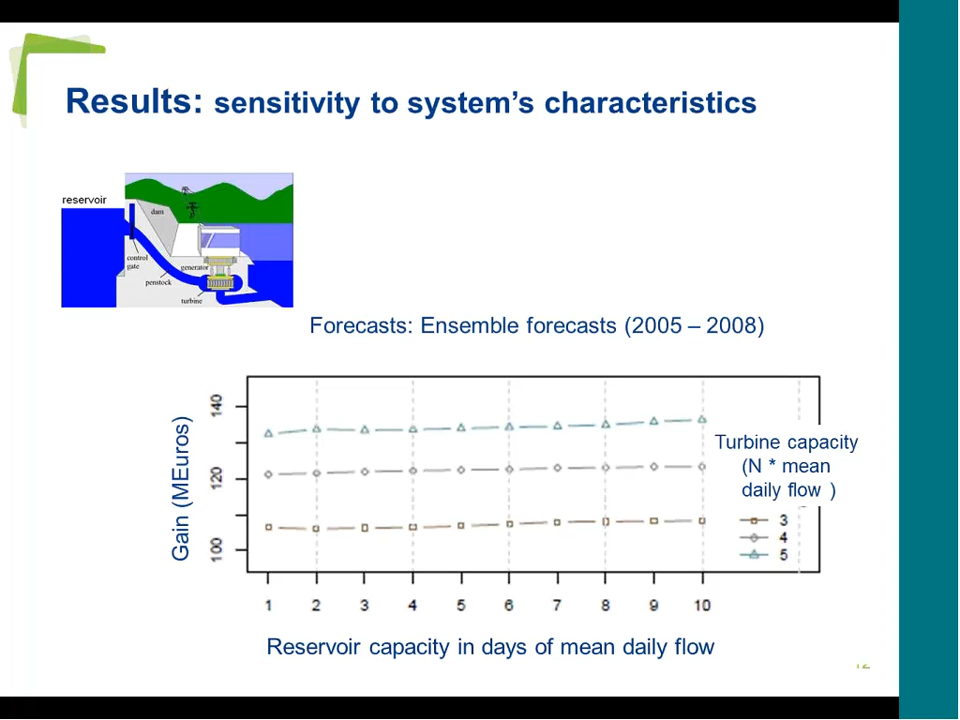 Results: sensitivity to system's characteristics
reservoir
dam
control
gate
generator
penstock
turbine
Forecasts: Ensemble forecasts (2005 – 2008)
Gain (MEuros)
140
120
100
Turbine capacity
(N * mean
daily flow )
3
4
5
1 2 3 4 5 6 7 8 9 10
Reservoir capacity in days of mean daily flow
12